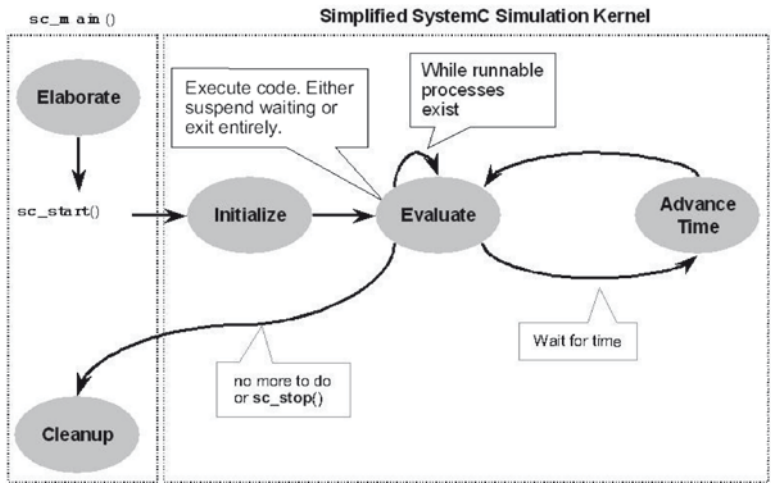 sc_main()
Simplified SystemC Simulation Kernel
Elaborate
Execute code. Either
suspend waiting or
exit entirely.
While runnable
processes
exist
sc_start()
Initialize
Evaluate
Advance
Time
Wait for time
no more to do
or sc_stop()
Cleanup